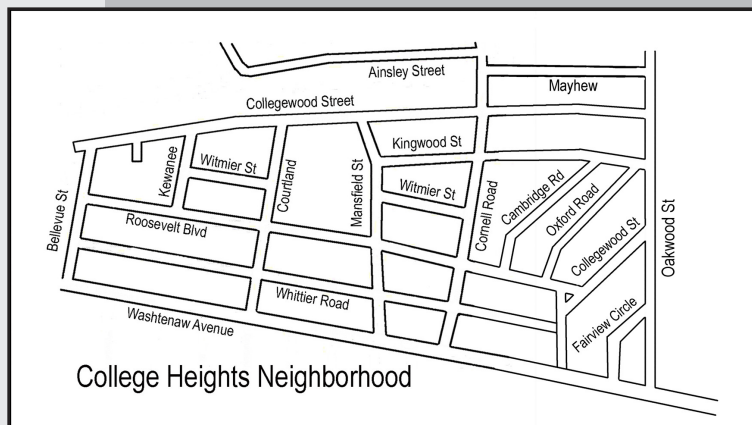 Ainsley Street
Mayhew
Collegewood Street
Kingwood St
Witmier St
Kewanee
Courtland
Mansfield St
Witmier St
Cornell Road
Cambridge Rd
Oxford Road
Bellevue St
Roosevelt Blvd
Collegewood St
Oakwood St
Whittier Road
Washtenaw Avenue
Fairview Circle
College Heights Neighborhood